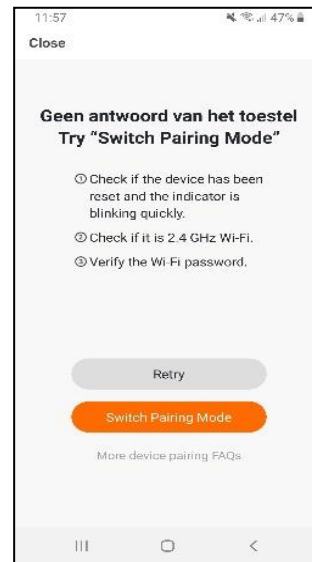 11:57 47%
Close
Geen antwoord van het toestel
Try “Switch Pairing Mode”
① Check if the device has been
reset and the indicator is
blinking quickly.
② Check if it is 2.4 GHz Wi-Fi.
③ Verify the Wi-Fi password.
Retry
Switch Pairing Mode
More device pairing FAQs